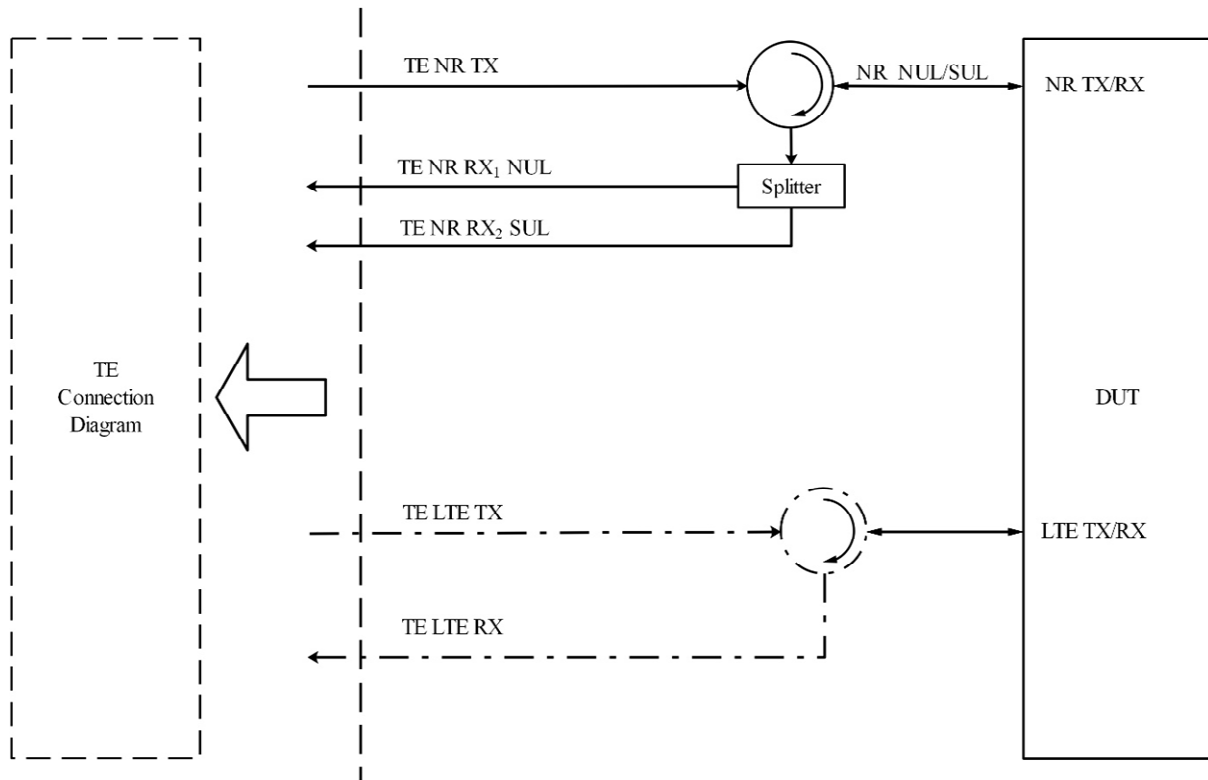 TE NR TX
NR NUL/SUL
NR TX/RX
TE NR RX₁ NUL
Splitter
TE NR RX₂ SUL
TE
Connection
Diagram
DUT
TE LTE TX
LTE TX/RX
TE LTE RX